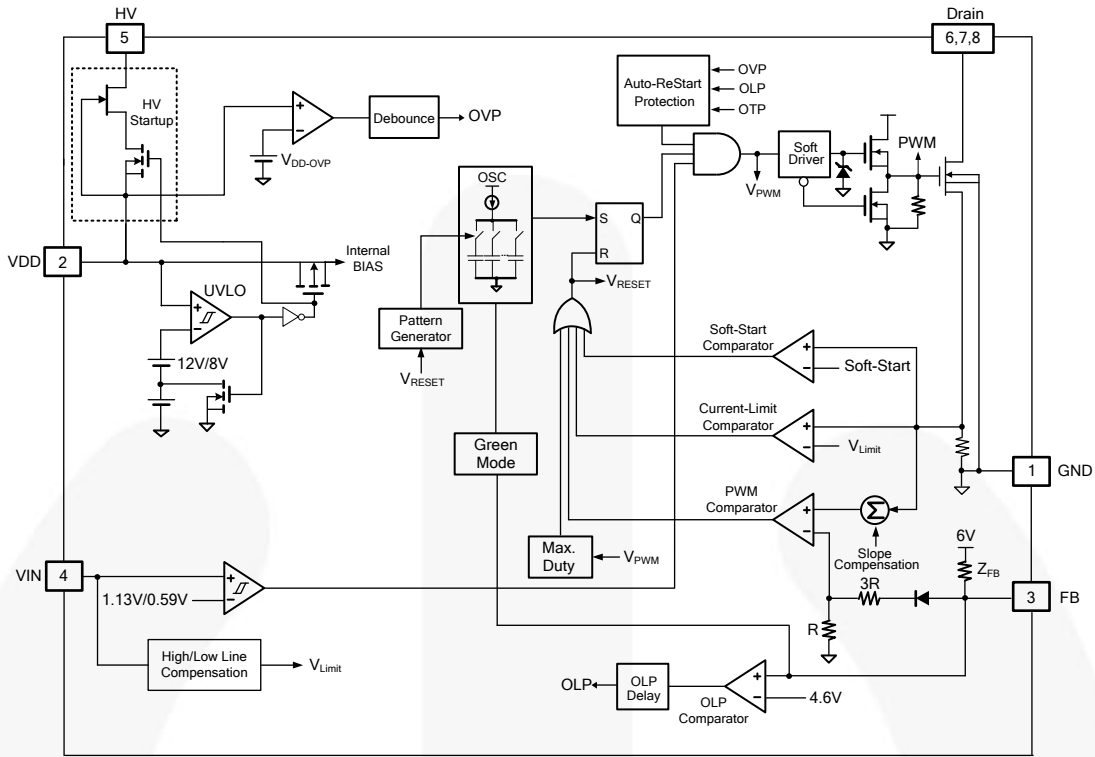 HV
5
Drain
6,7,8
HV
Startup
Auto-ReStart
Protection
OVP
OLP
OTP
Debounce
OVP
VDD-OVP
OSC
Soft
Driver
PWM
VPWM
S
Q
R
VRESET
VDD
2
Internal
BIAS
UVLO
12V/8V
Pattern
Generator
VRESET
Soft-Start
Comparator
Soft-Start
Current-Limit
Comparator
VLimit
Green
Mode
1
GND
PWM
Comparator
Σ
Slope
Compensation
6V
ZFB
Max.
Duty
VPWM
VIN
4
1.13V/0.59V
3R
3
FB
R
High/Low Line
Compensation
VLimit
OLP
OLP
Delay
OLP
Comparator
4.6V